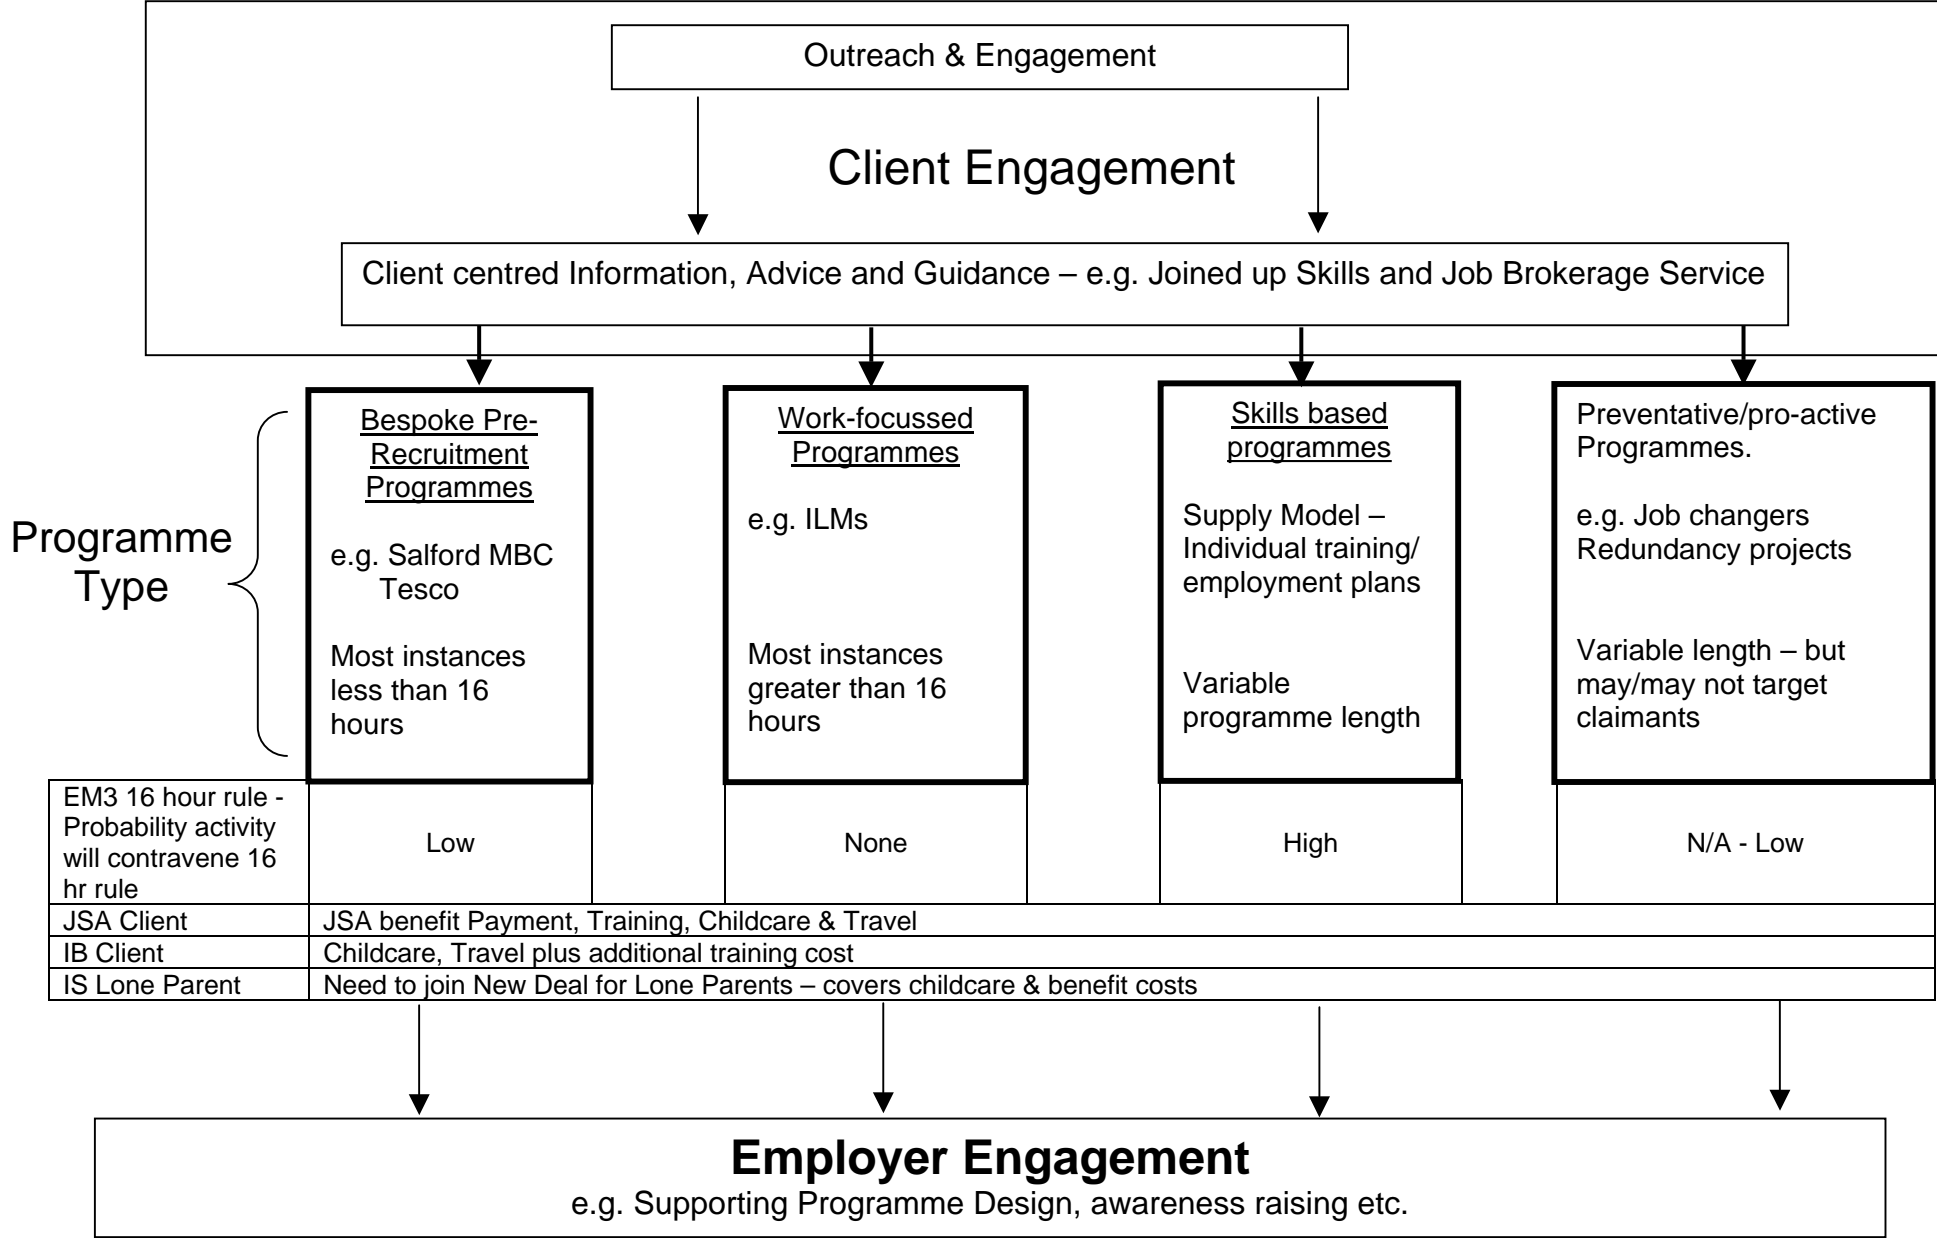 Outreach & Engagement
Client Engagement
Client centred Information, Advice and Guidance – e.g. Joined up Skills and Job Brokerage Service
Programme
Type
Bespoke Pre-
Recruitment
Programmes
e.g. Salford MBC
Tesco
Most instances
less than 16
hours
Work-focussed
Programmes
e.g. ILMs
Most instances
greater than 16
hours
Skills based
programmes
Supply Model –
Individual training/
employment plans
Variable
programme length
Preventative/pro-active
Programmes.
e.g. Job changers
Redundancy projects
Variable length – but
may/may not target
claimants
EM3 16 hour rule -
Probability activity
will contravene 16
hr rule
Low
None
High
N/A - Low
JSA Client
JSA benefit Payment, Training, Childcare & Travel
IB Client
Childcare, Travel plus additional training cost
IS Lone Parent
Need to join New Deal for Lone Parents – covers childcare & benefit costs
Employer Engagement
e.g. Supporting Programme Design, awareness raising etc.